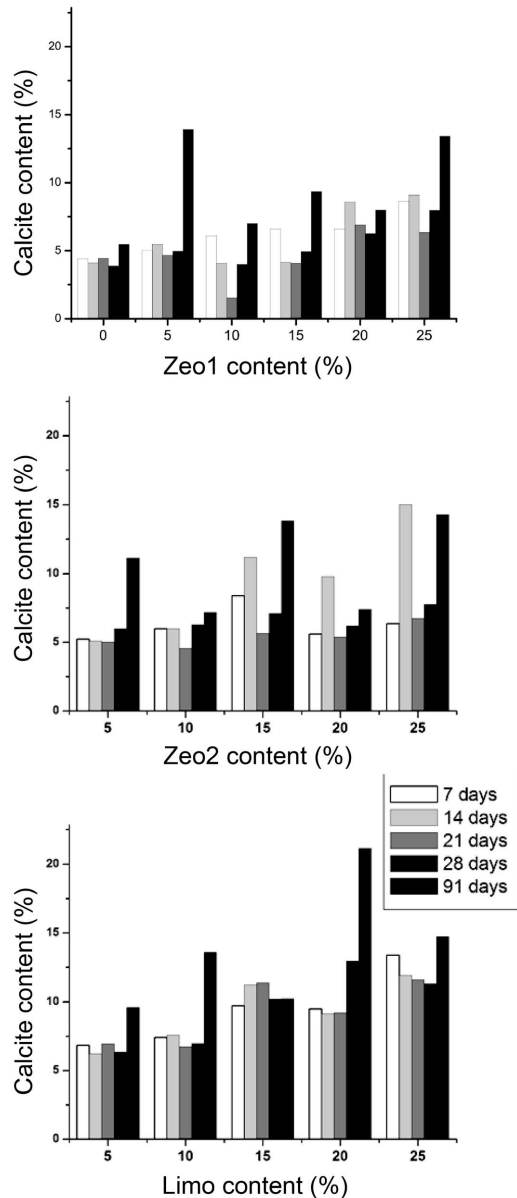 20
15
10
5
0
Calcite content (%)
0 5 10 15 20 25
Zeo1 content (%)
20
15
10
5
0
Calcite content (%)
5 10 15 20 25
Zeo2 content (%)
7 days
14 days
21 days
28 days
91 days
20
15
10
5
0
Calcite content (%)
5 10 15 20 25
Limo content (%)